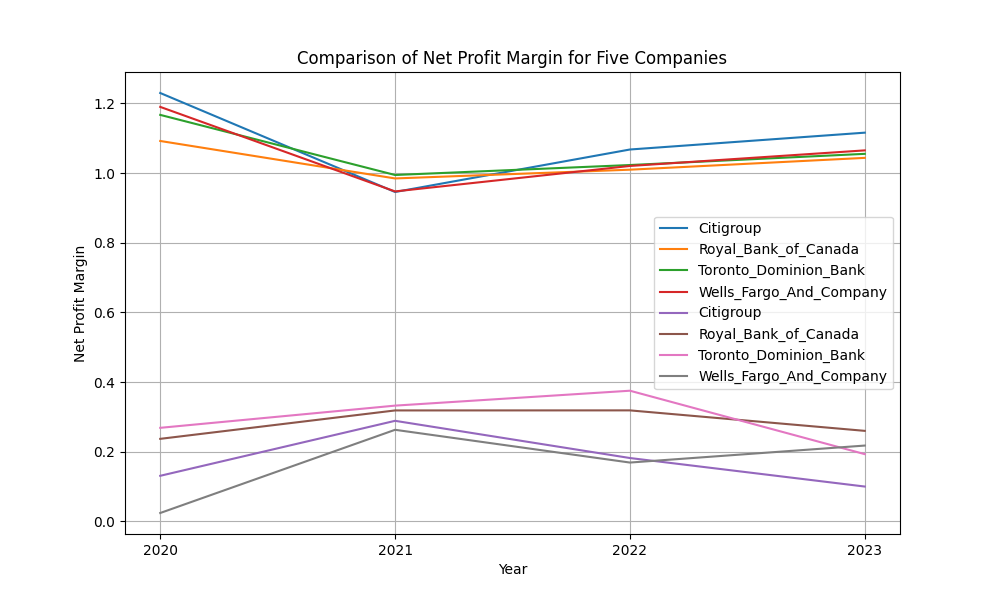 Comparison of Net Profit Margin for Five Companies
1.2
1.0
0.8
0.6
0.4
0.2
0.0
Net Profit Margin
Citigroup
Royal_Bank_of_Canada
Toronto_Dominion_Bank
Wells_Fargo_And_Company
Citigroup
Royal_Bank_of_Canada
Toronto_Dominion_Bank
Wells_Fargo_And_Company
2020 2021 2022 2023
Year